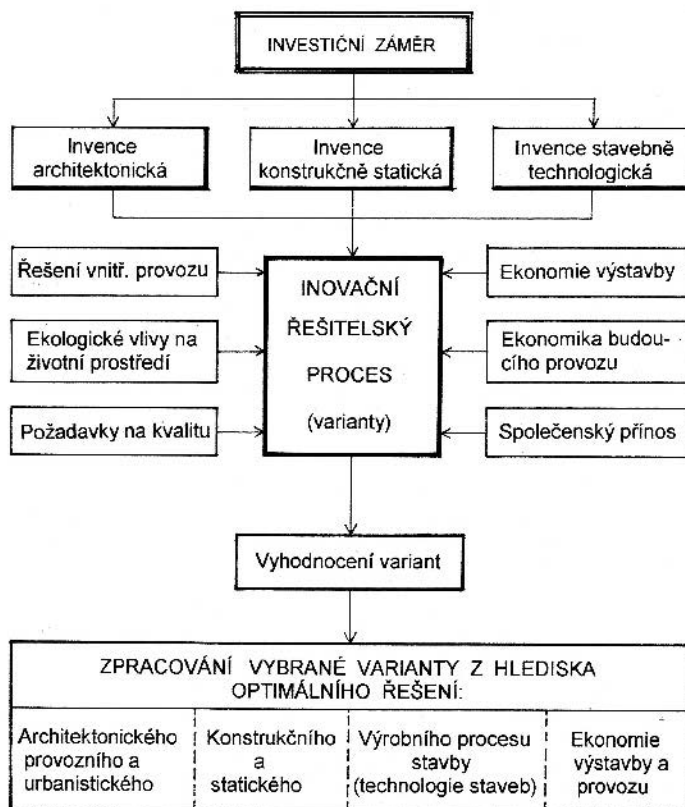 INVESTIČNÍ ZÁMĚR
Invence
architektonická
Invence
konstrukčně statická
Invence stavebně
technologická
Řešení vnitř. provozu
Ekologické vlivy na
životní prostředí
Požadavky na kvalitu
INOVAČNÍ
ŘEŠITELSKÝ
PROCES
(varianty)
Ekonomie výstavby
Ekonomika budou-
cího provozu
Společenský přínos
Vyhodnocení variant
ZPRACOVÁNÍ VYBRANÉ VARIANTY Z HLEDISKA
OPTIMÁLNÍHO ŘEŠENÍ:
Architektonického
provozního a
urbanistického
Konstrukčního
a
statického
Výrobního procesu
stavby
(technologie staveb)
Ekonomie
výstavby a
provozu